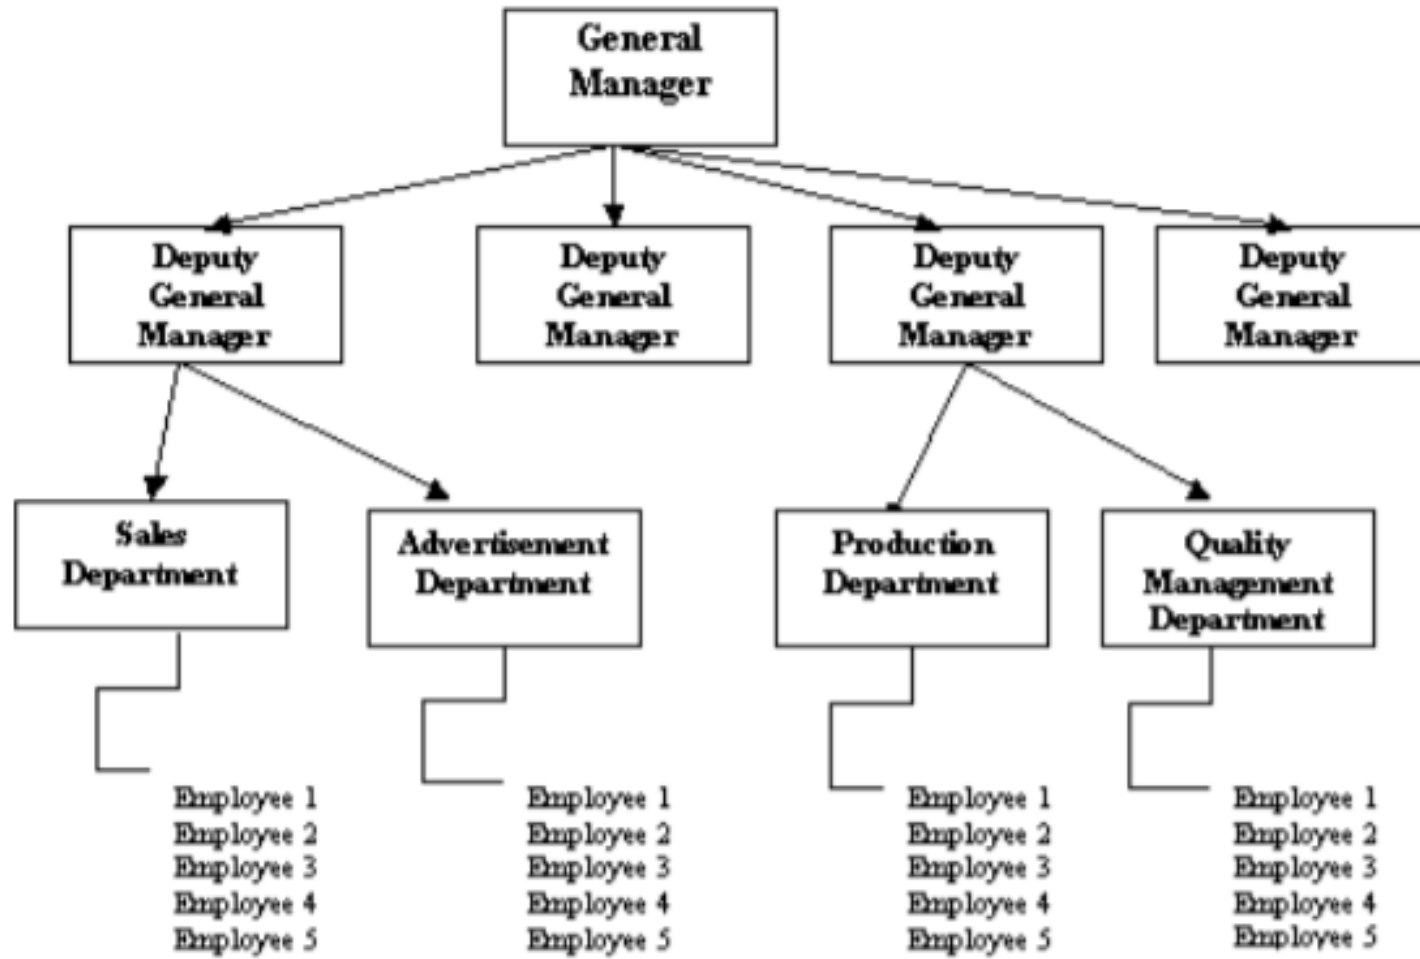 General
Manager
Deputy
General
Manager
Deputy
General
Manager
Deputy
General
Manager
Deputy
General
Manager
Sales
Department
Advertisement
Department
Production
Department
Quality
Management
Department
Employee 1
Employee 2
Employee 3
Employee 4
Employee 5
Employee 1
Employee 2
Employee 3
Employee 4
Employee 5
Employee 1
Employee 2
Employee 3
Employee 4
Employee 5
Employee 1
Employee 2
Employee 3
Employee 4
Employee 5